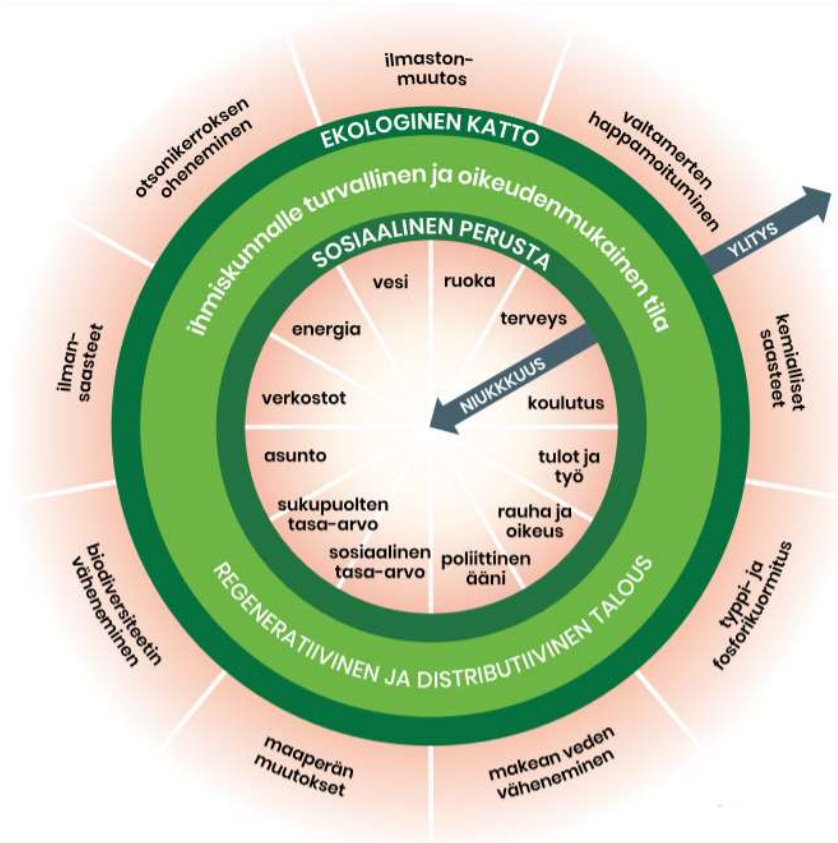 ilmaston-
muutos
valtamerten
happamoituminen
YLITYS
kemialliset
saasteet
typpi- ja
fosforikuormitus
makean veden
väheneminen
maaperän
muutokset
biodiversiteetin
väheneminen
ilman-
saasteet
otsonikerroksen
oheneminen
EKOLOGINEN KATTO
ihmiskunnalle turvallinen ja oikeudenmukainen tila
SOSIAALINEN PERUSTA
vesi
ruoka
terveys
NIUKKKUUS
koulutus
tulot ja
työ
rauha ja
oikeus
poliittinen
ääni
sosiaalinen
tasa-arvo
sukupuolten
tasa-arvo
asunto
verkostot
energia
REGENERATIIVINEN JA DISTRIBUTIIVINEN TALOUS